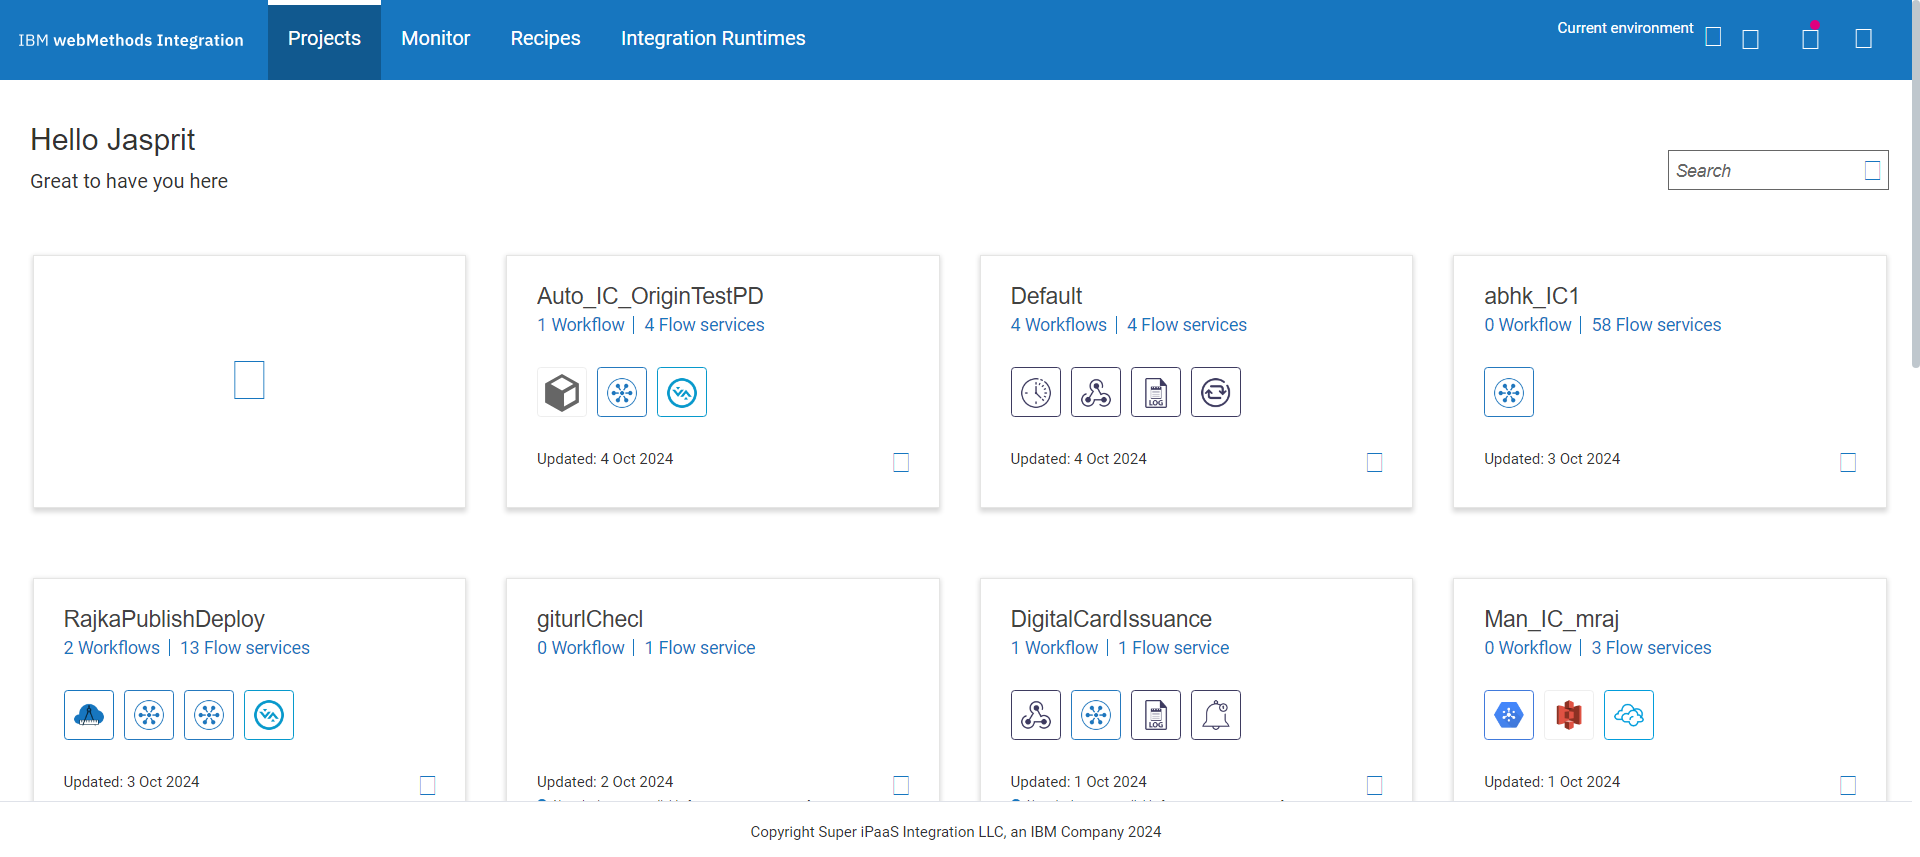 IBM webMethods Integration
Projects
Monitor
Recipes
Integration Runtimes
Current environment
Hello Jasprit
Great to have you here
Search
Auto_IC_OriginTestPD
1 Workflow | 4 Flow services
Updated: 4 Oct 2024
Default
4 Workflows | 4 Flow services
LOG
Updated: 4 Oct 2024
abhk_IC1
0 Workflow | 58 Flow services
Updated: 3 Oct 2024
RajkaPublishDeploy
2 Workflows | 13 Flow services
Updated: 3 Oct 2024
giturlChecl
0 Workflow | 1 Flow service
Updated: 2 Oct 2024
DigitalCardIssuance
1 Workflow | 1 Flow service
LOG
Updated: 1 Oct 2024
Man_IC_mraj
0 Workflow | 3 Flow services
Updated: 1 Oct 2024
Copyright Super iPaaS Integration LLC, an IBM Company 2024